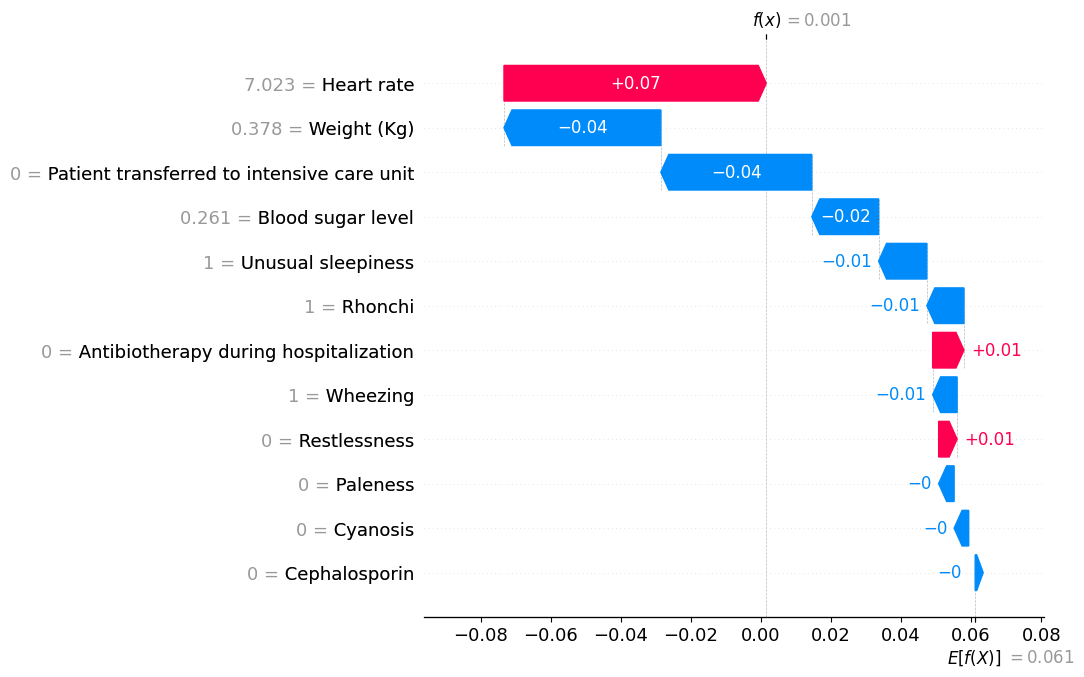 f(x) = 0.001
7.023 = Heart rate
+0.07
0.378 = Weight (Kg)
−0.04
0 = Patient transferred to intensive care unit
−0.04
0.261 = Blood sugar level
−0.02
1 = Unusual sleepiness
−0.01
1 = Rhonchi
−0.01
0 = Antibiotherapy during hospitalization
+0.01
1 = Wheezing
−0.01
0 = Restlessness
+0.01
0 = Paleness
−0
0 = Cyanosis
−0
0 = Cephalosporin
−0
−0.08 −0.06 −0.04 −0.02 0.00 0.02 0.04 0.06 0.08
E[f(X)] = 0.061